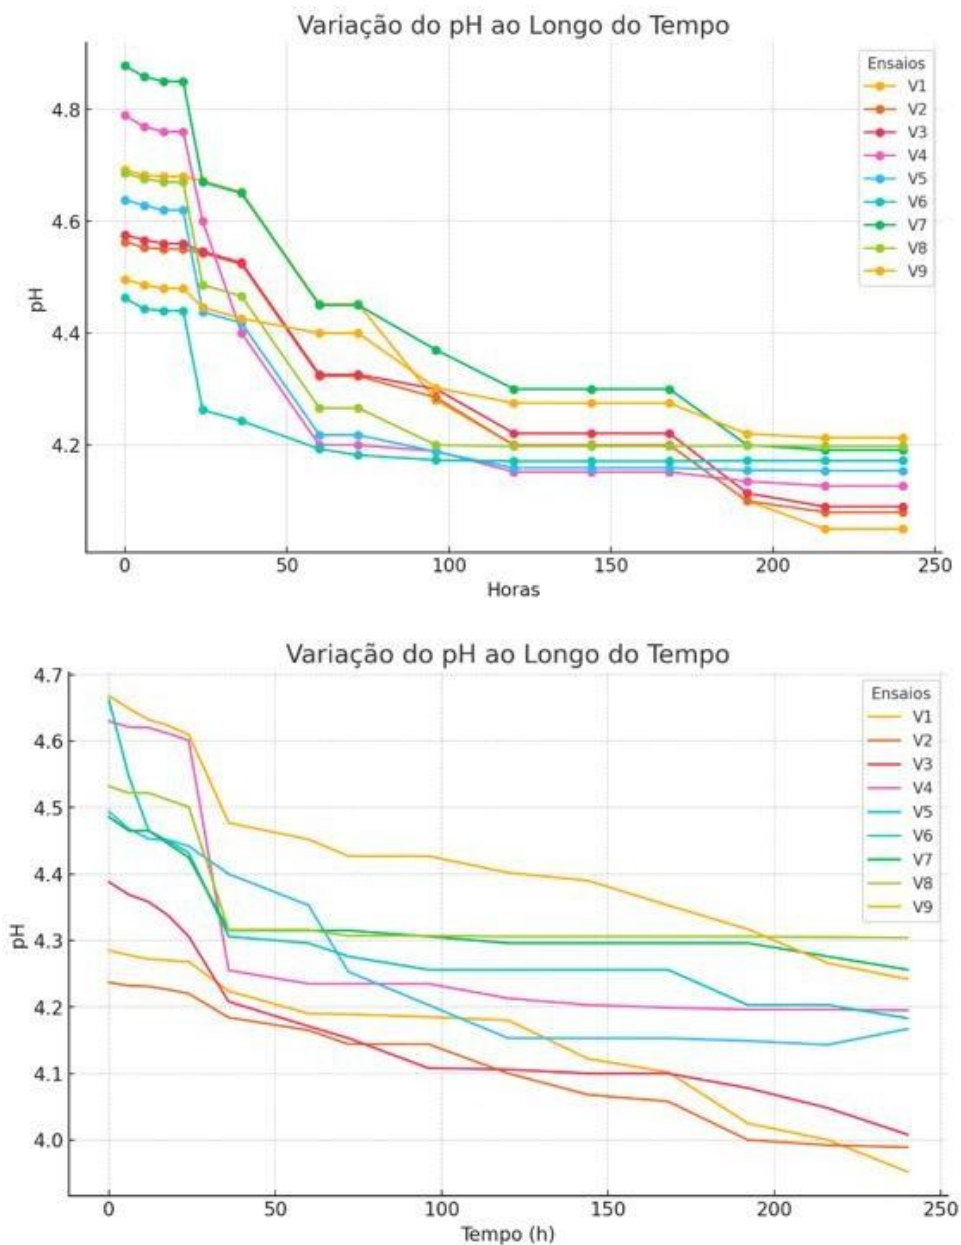 Variação do pH ao Longo do Tempo
Ensaios
V1
V2
V3
V4
V5
V6
V7
V8
V9
pH
4.8
4.6
4.4
4.2
0 50 100 150 200 250
Horas
Variação do pH ao Longo do Tempo
Ensaios
V1
V2
V3
V4
V5
V6
V7
V8
V9
pH
4.7
4.6
4.5
4.4
4.3
4.2
4.1
4.0
0 50 100 150 200 250
Tempo (h)